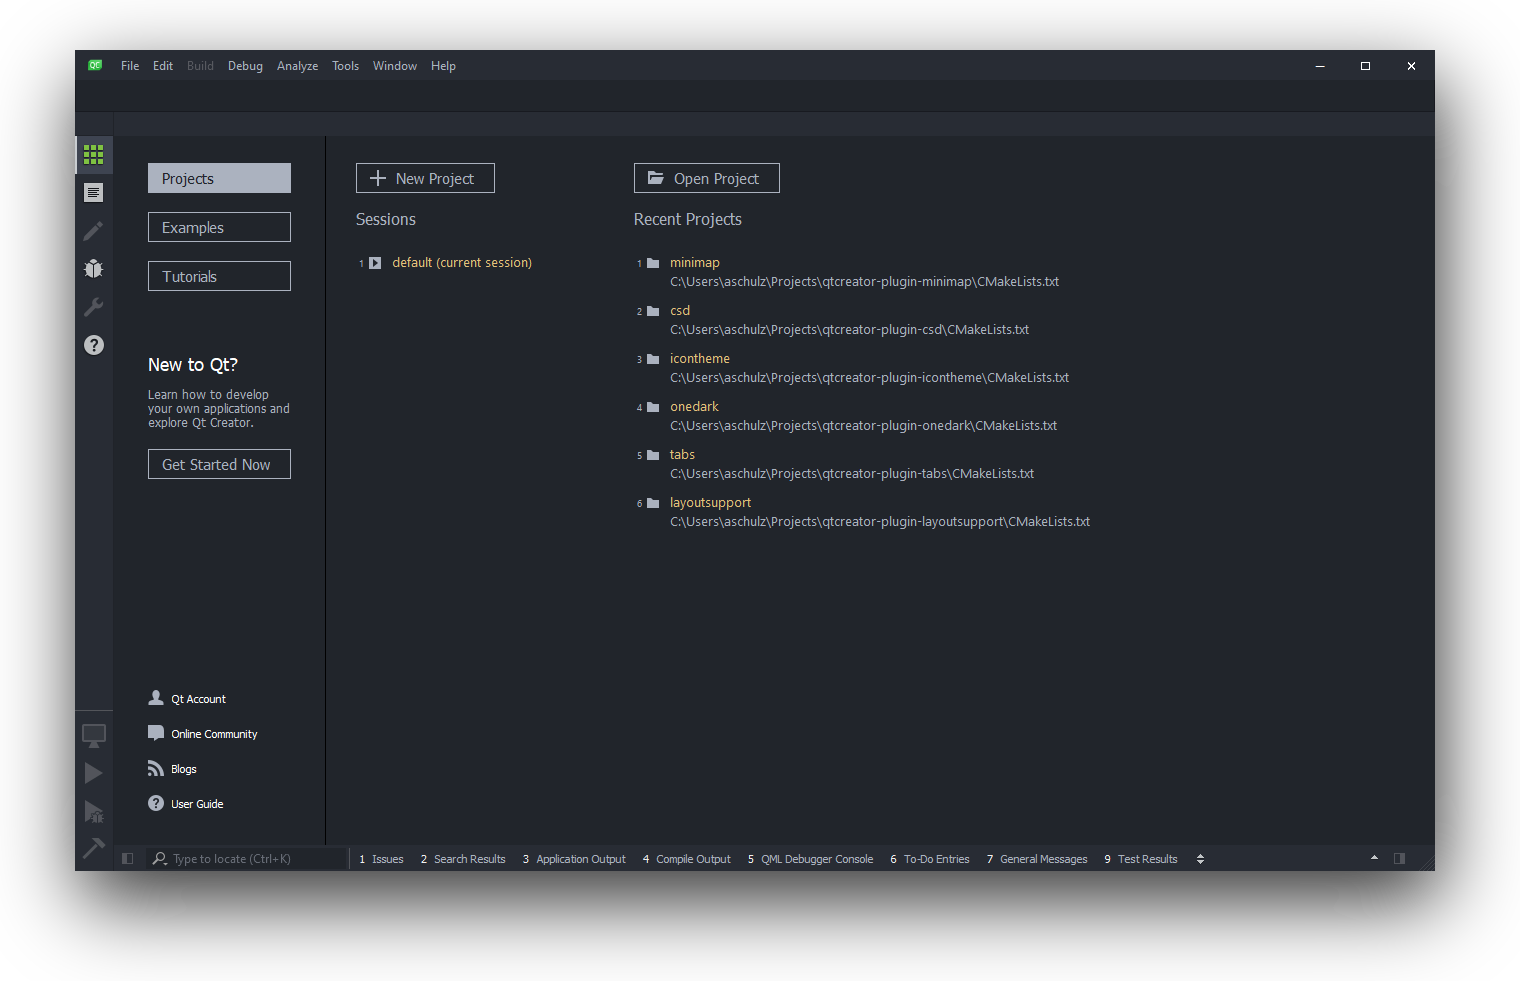 QC File Edit Build Debug Analyze Tools Window Help
Projects
Examples
Tutorials
New to Qt?
Learn how to develop
your own applications and
explore Qt Creator.
Get Started Now
Qt Account
Online Community
Blogs
User Guide
New Project
Sessions
1 default (current session)
Open Project
Recent Projects
1 minimap
C:\Users\aschulz\Projects\qtcreator-plugin-minimap\CMakeLists.txt
2 csd
C:\Users\aschulz\Projects\qtcreator-plugin-csd\CMakeLists.txt
3 icontheme
C:\Users\aschulz\Projects\qtcreator-plugin-icontheme\CMakeLists.txt
4 onedark
C:\Users\aschulz\Projects\qtcreator-plugin-onedark\CMakeLists.txt
5 tabs
C:\Users\aschulz\Projects\qtcreator-plugin-tabs\CMakeLists.txt
6 layoutsupport
C:\Users\aschulz\Projects\qtcreator-plugin-layoutsupport\CMakeLists.txt
Type to locate (Ctrl+K) 1 Issues 2 Search Results 3 Application Output 4 Compile Output 5 QML Debugger Console 6 To-Do Entries 7 General Messages 9 Test Results